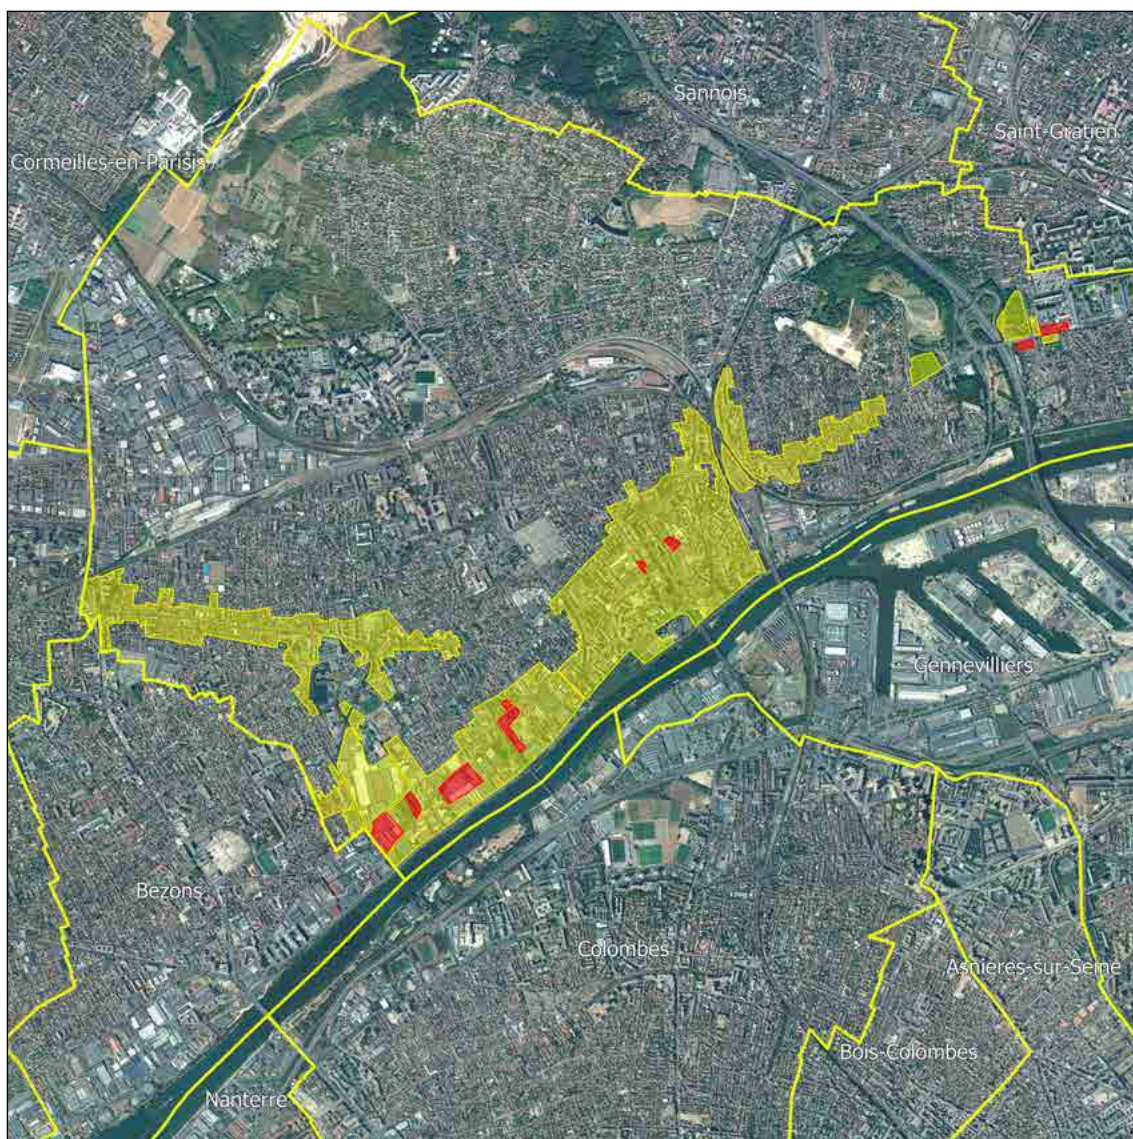 Sannois
Saint-Gratien
Cormeilles-en-Parisis
Gennevilliers
Bezons
Colombes
Asnières-sur-Seine
Bois-Colombes
Nanterre